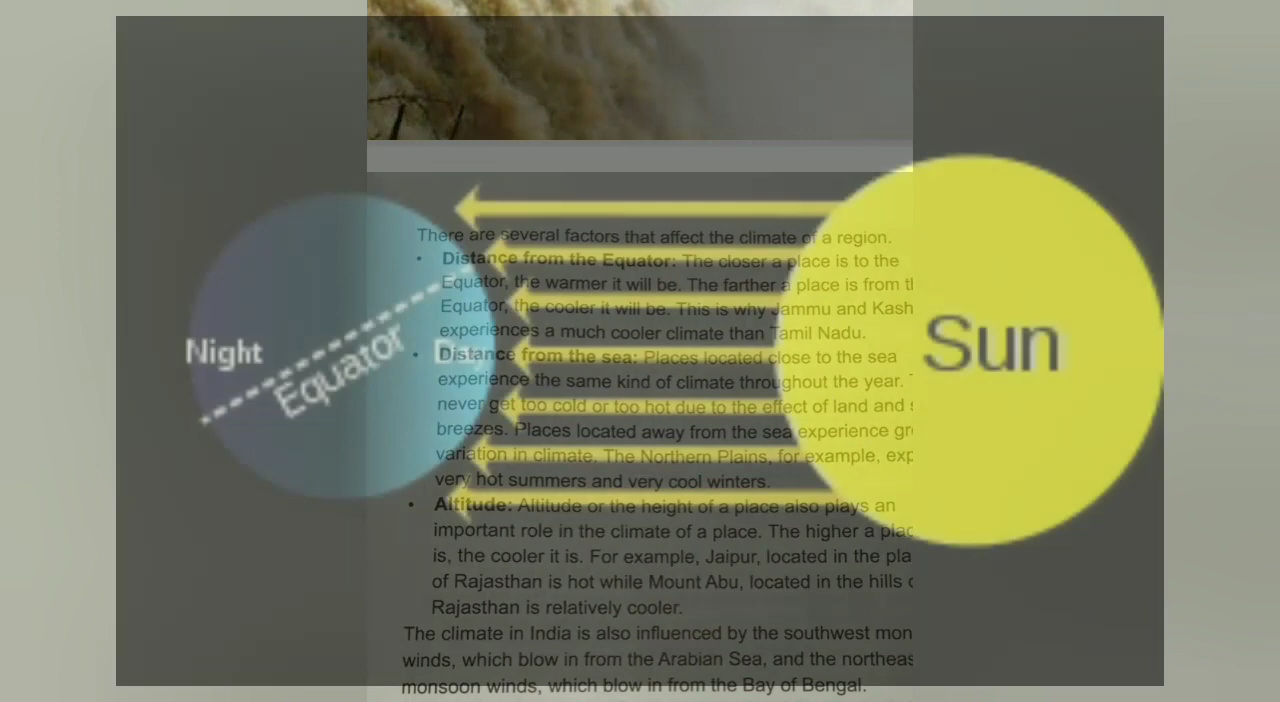 There are several factors that affect the climate of a region.
• Distance from the Equator: The closer a place is to the
Equator, the warmer it will be. The farther a place is from t
Equator, the cooler it will be. This is why Jammu and Kash
experiences a much cooler climate than Tamil Nadu.
• Distance from the sea: Places located close to the sea
experience the same kind of climate throughout the year.
never get too cold or too hot due to the effect of land and s
breezes. Places located away from the sea experience gr
variation in climate. The Northern Plains, for example, exp
very hot summers and very cool winters.
• Altitude: Altitude or the height of a place also plays an
important role in the climate of a place. The higher a plac
is, the cooler it is. For example, Jaipur, located in the pla
of Rajasthan is hot while Mount Abu, located in the hills o
Rajasthan is relatively cooler.
The climate in India is also influenced by the southwest mon
winds, which blow in from the Arabian Sea, and the northeas
monsoon winds, which blow in from the Bay of Bengal.
Night
Equator
Day
Sun